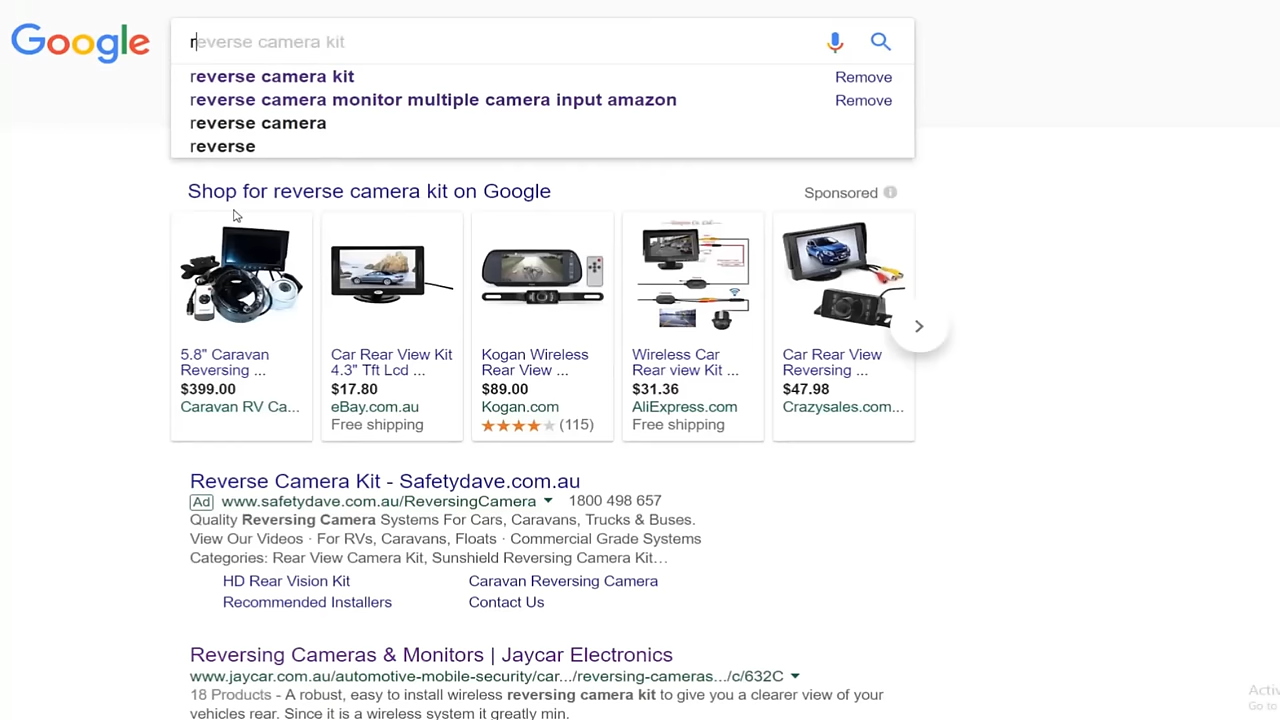 Google
reverse camera kit
reverse camera kit Remove
reverse camera monitor multiple camera input amazon Remove
reverse camera
reverse
Shop for reverse camera kit on Google Sponsored
5.8" Caravan
Reversing ...
$399.00
Caravan RV Ca...
Car Rear View Kit
4.3" Tft Lcd ...
$17.80
eBay.com.au
Free shipping
Kogan Wireless
Rear View ...
$89.00
Kogan.com
(115)
Wireless Car
Rear view Kit ...
$31.36
AliExpress.com
Free shipping
Car Rear View
Reversing ...
$47.98
Crazysales.com...
Reverse Camera Kit - Safetydave.com.au
Ad www.safetydave.com.au/ReversingCamera 1800 498 657
Quality Reversing Camera Systems For Cars, Caravans, Trucks & Buses.
View Our Videos · For RVs, Caravans, Floats · Commercial Grade Systems
Categories: Rear View Camera Kit, Sunshield Reversing Camera Kit…
HD Rear Vision Kit Caravan Reversing Camera
Recommended Installers Contact Us
Reversing Cameras & Monitors | Jaycar Electronics
www.jaycar.com.au/automotive-mobile-security/car.../reversing-cameras.../c/632C
18 Products - A robust, easy to install wireless reversing camera kit to give you a clearer view of your
vehicles rear. Since it is a wireless system it greatly min.
Activ
Go to